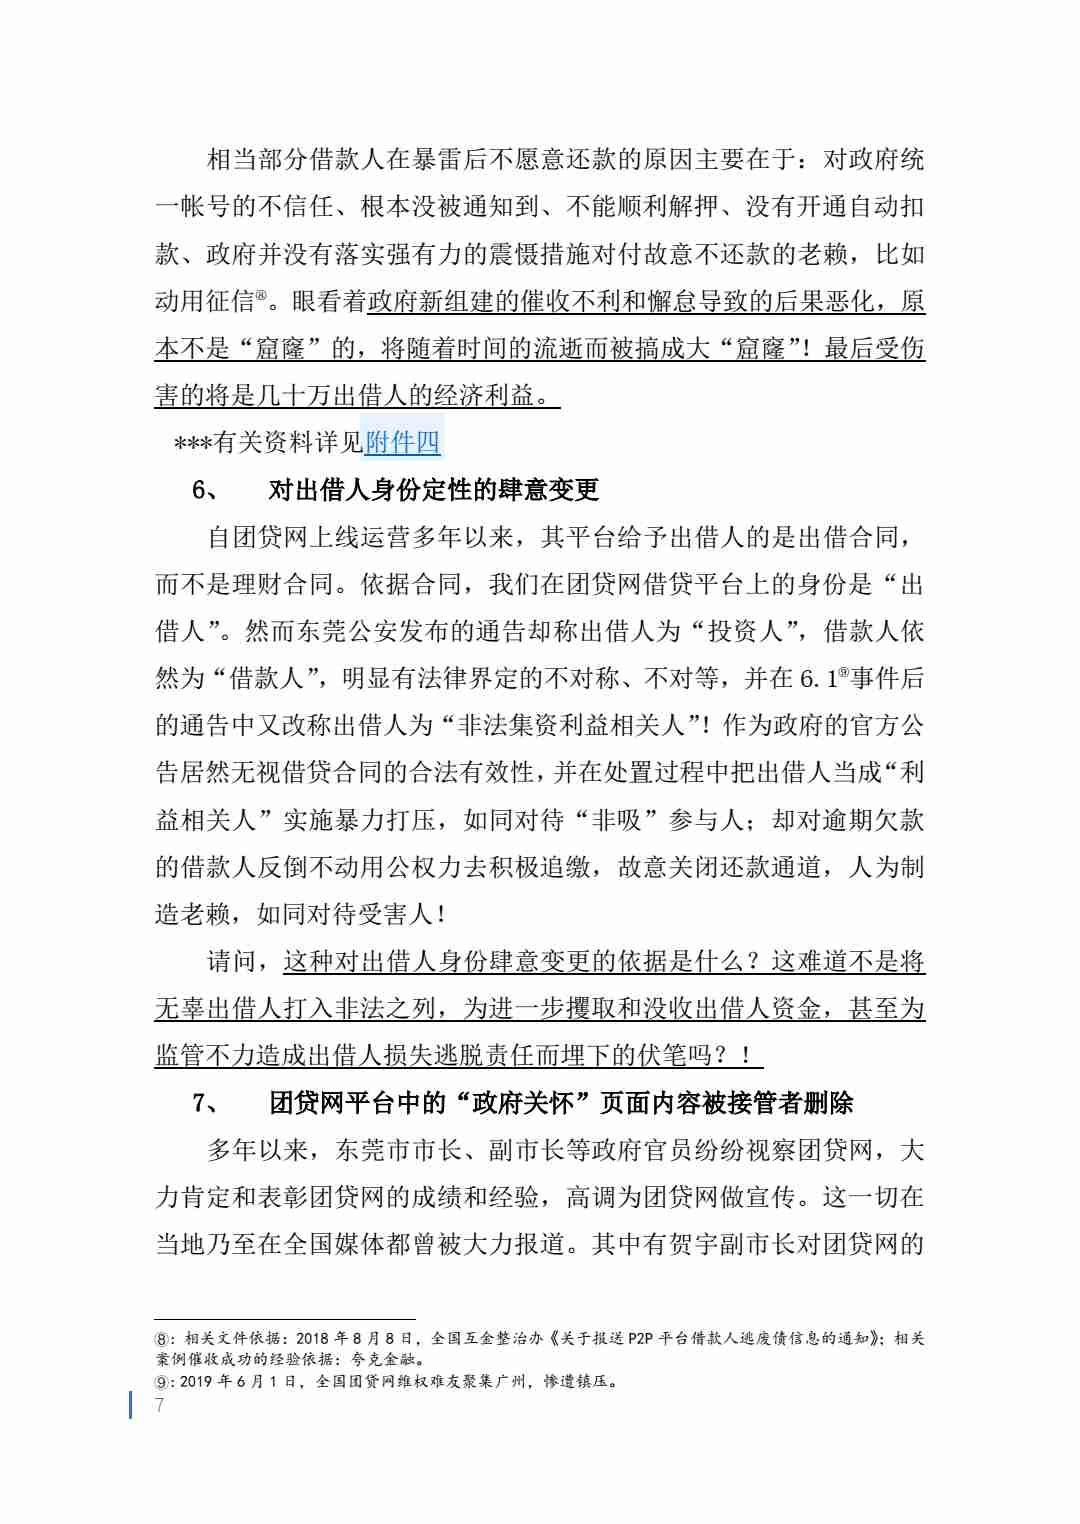 相当部分借款人在暴雷后不愿意还款的原因主要在于：对政府统
一帐号的不信任、根本没被通知到、不能顺利解押、没有开通自动扣
款、政府并没有落实强有力的震慑措施对付故意不还款的老赖，比如
动用征信⑧。眼看着政府新组建的催收不利和懈怠导致的后果恶化，原
本不是“窟窿”的，将随着时间的流逝而被搞成大“窟窿”！最后受伤
害的将是几十万出借人的经济利益。
***有关资料详见附件四
6、 对出借人身份定性的肆意变更
自团贷网上线运营多年以来，其平台给予出借人的是出借合同，
而不是理财合同。依据合同，我们在团贷网借贷平台上的身份是“出
借人”。然而东莞公安发布的通告却称出借人为“投资人”，借款人依
然为“借款人”，明显有法律界定的不对称、不对等，并在 6.1⑨事件后
的通告中又改称出借人为“非法集资利益相关人”！作为政府的官方公
告居然无视借贷合同的合法有效性，并在处置过程中把出借人当成“利
益相关人”实施暴力打压，如同对待“非吸”参与人；却对逾期欠款
的借款人反倒不动用公权力去积极追缴，故意关闭还款通道，人为制
造老赖，如同对待受害人！
请问，这种对出借人身份肆意变更的依据是什么？这难道不是将
无辜出借人打入非法之列，为进一步攫取和没收出借人资金，甚至为
监管不力造成出借人损失逃脱责任而埋下的伏笔吗？！
7、 团贷网平台中的“政府关怀”页面内容被接管者删除
多年以来，东莞市市长、副市长等政府官员纷纷视察团贷网，大
力肯定和表彰团贷网的成绩和经验，高调为团贷网做宣传。这一切在
当地乃至在全国媒体都曾被大力报道。其中有贺宇副市长对团贷网的
⑧：相关文件依据：2018 年 8 月 8 日，全国互金整治办《关于报送 P2P 平台借款人逃废债信息的通知》；相关
案例催收成功的经验依据：夸克金融。
⑨：2019 年 6 月 1 日，全国团贷网维权难友聚集广州，惨遭镇压。
7